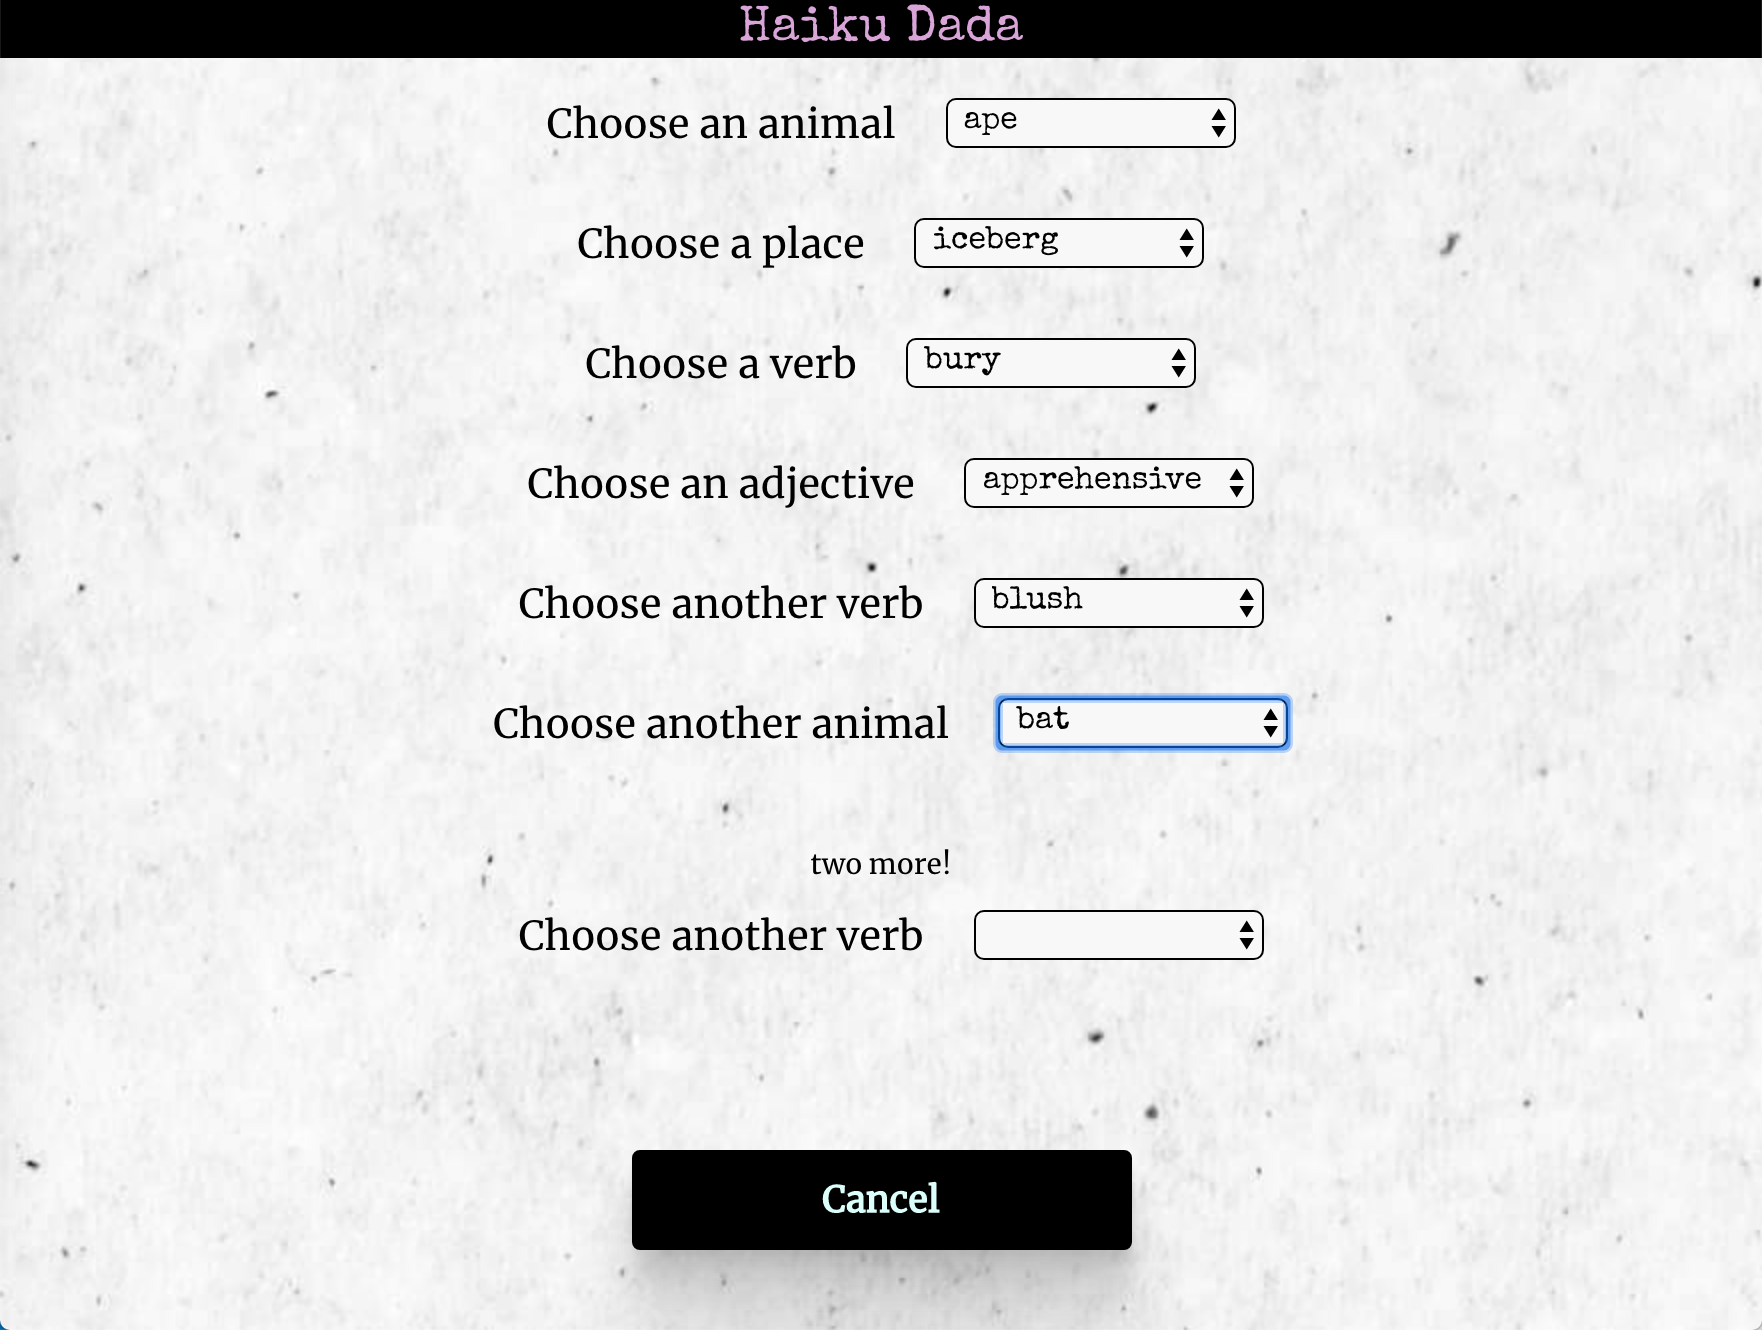 Haiku Dada
Choose an animal ape
Choose a place iceberg
Choose a verb bury
Choose an adjective apprehensive
Choose another verb blush
Choose another animal bat
two more!
Choose another verb
Cancel